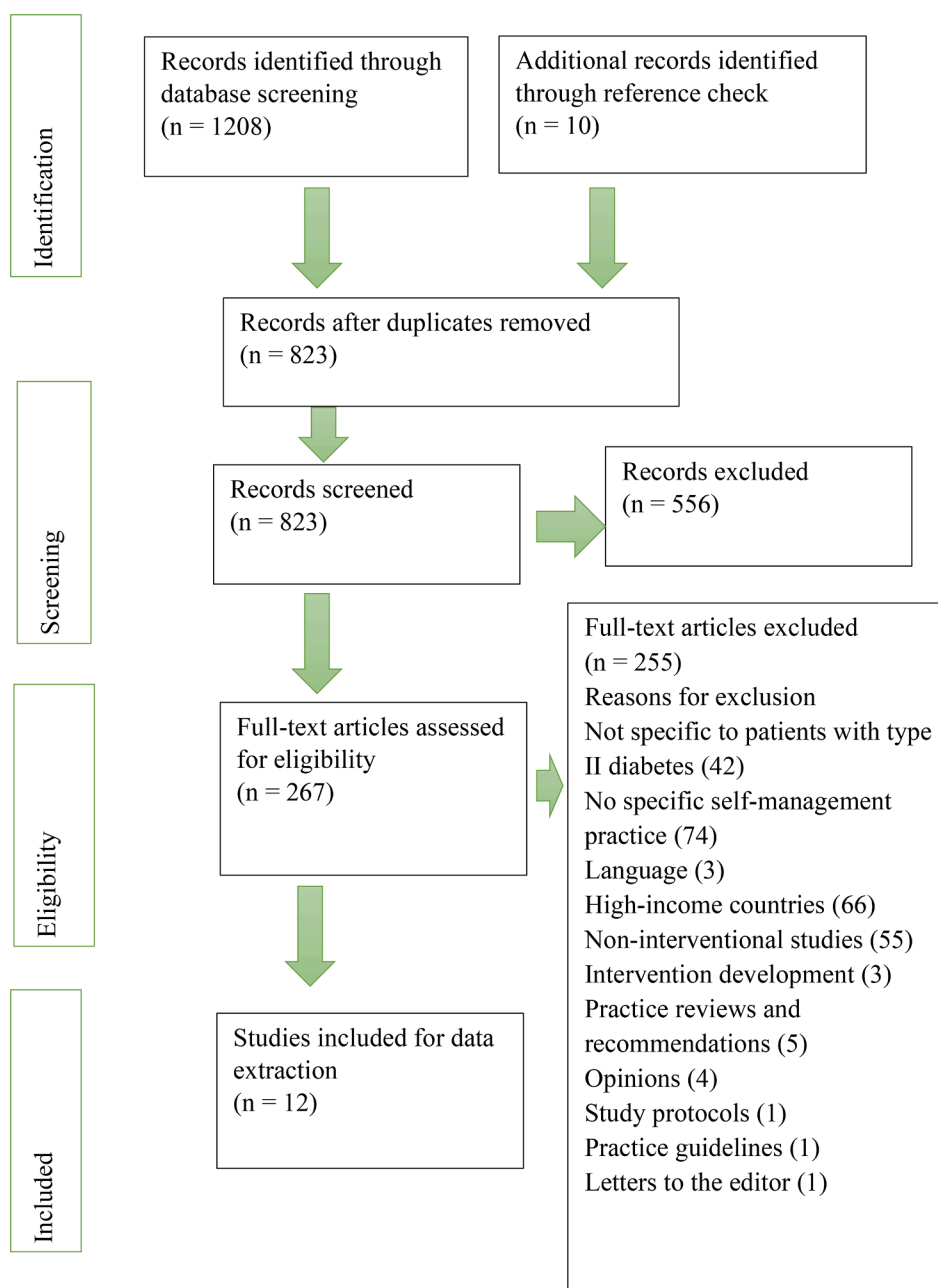 Identification
Records identified through
database screening
(n = 1208)
Additional records identified
through reference check
(n = 10)
Records after duplicates removed
(n = 823)
Screening
Records screened
(n = 823)
Records excluded
(n = 556)
Eligibility
Full-text articles assessed
for eligibility
(n = 267)
Full-text articles excluded
(n = 255)
Reasons for exclusion
Not specific to patients with type
II diabetes (42)
No specific self-management
practice (74)
Language (3)
High-income countries (66)
Non-interventional studies (55)
Intervention development (3)
Practice reviews and
recommendations (5)
Opinions (4)
Study protocols (1)
Practice guidelines (1)
Letters to the editor (1)
Included
Studies included for data
extraction
(n = 12)